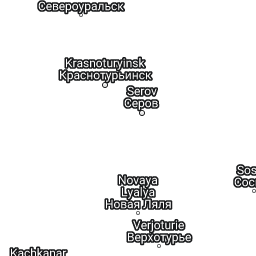 Североуральск
Krasnoturyinsk
Краснотурьинск
Serov
Серов
Novaya
Lyalya
Новая Ляля
Verjoturie
Верхотурье
Kachkanar